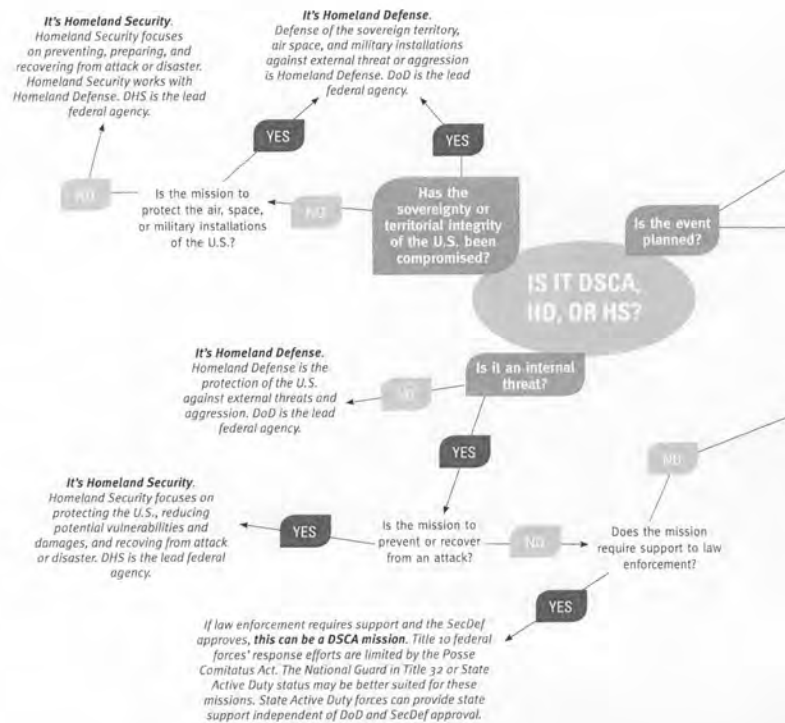 It's Homeland Security.
Homeland Security focuses
on preventing, preparing, and
recovering from attack or disaster.
Homeland Security works with
Homeland Defense. DHS is the lead
federal agency.
It's Homeland Defense.
Defense of the sovereign territory,
air space, and military installations
against external threat or aggression
is Homeland Defense. DoD is the lead
federal agency.
YES
YES
NO
Is the mission to
protect the air, space,
or military installations
of the U.S.?
NO
Has the
sovereignty or
territorial integrity
of the U.S. been
compromised?
Is the event
planned?
IS IT DSCA,
HD, OR HS?
It's Homeland Defense.
Homeland Defense is the
protection of the U.S.
against external threats and
aggression. DoD is the lead
federal agency.
NO
Is it an internal
threat?
YES
NO
It's Homeland Security.
Homeland Security focuses on
protecting the U.S., reducing
potential vulnerabilities and
damages, and recoving from attack
or disaster. DHS is the lead federal
agency.
YES
Is the mission to
prevent or recover
from an attack?
NO
Does the mission
require support to law
enforcement?
YES
If law enforcement requires support and the SecDef
approves, this can be a DSCA mission. Title 10 federal
forces' response efforts are limited by the Posse
Comitatus Act. The National Guard in Title 32 or State
Active Duty status may be better suited for these
missions. State Active Duty forces can provide state
support independent of DoD and SecDef approval.